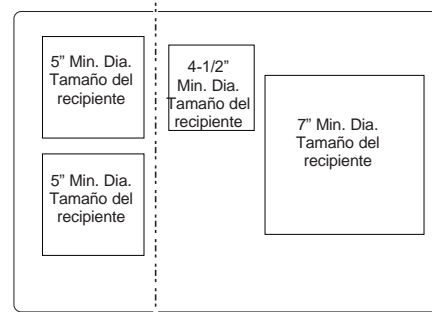 5” Min. Dia.
Tamaño del
recipiente
5” Min. Dia.
Tamaño del
recipiente
4-1/2”
Min. Dia.
Tamaño del
recipiente
7” Min. Dia.
Tamaño del
recipiente